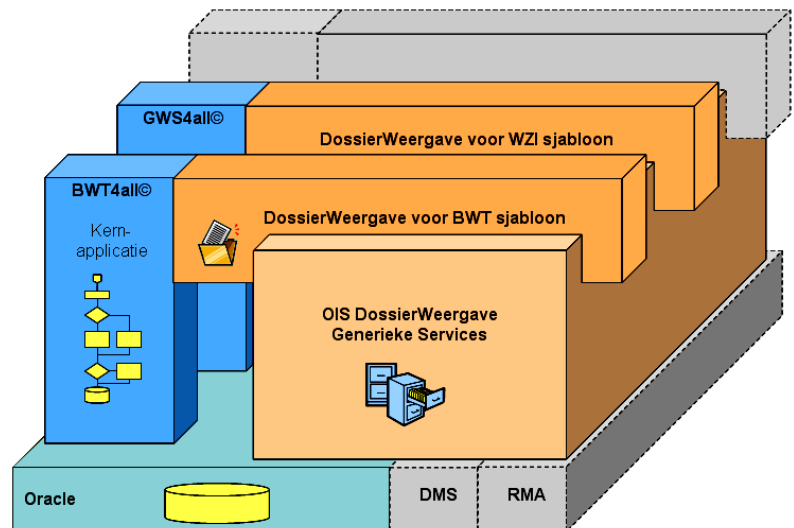 GWS4all©
DossierWeergave voor WZI sjabloon
BWT4all©
DossierWeergave voor BWT sjabloon
Kern-
applicatie
OIS DossierWeergave
Generieke Services
Oracle
DMS
RMA